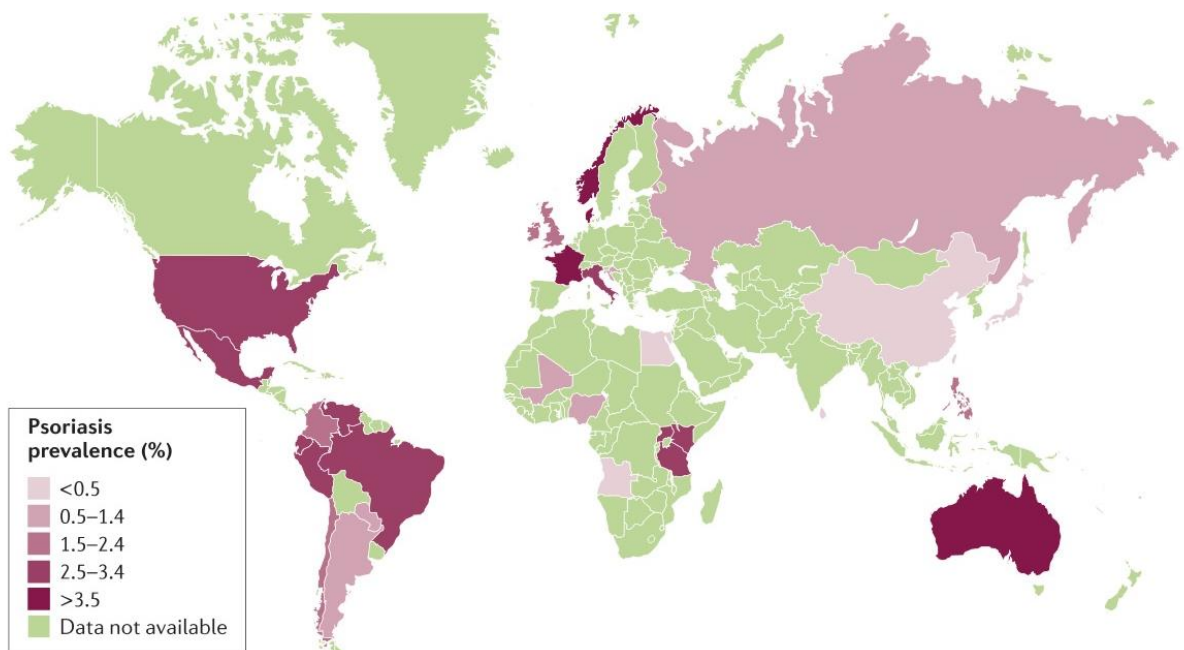 Psoriasis
prevalence (%)
<0.5
0.5–1.4
1.5–2.4
2.5–3.4
>3.5
Data not available